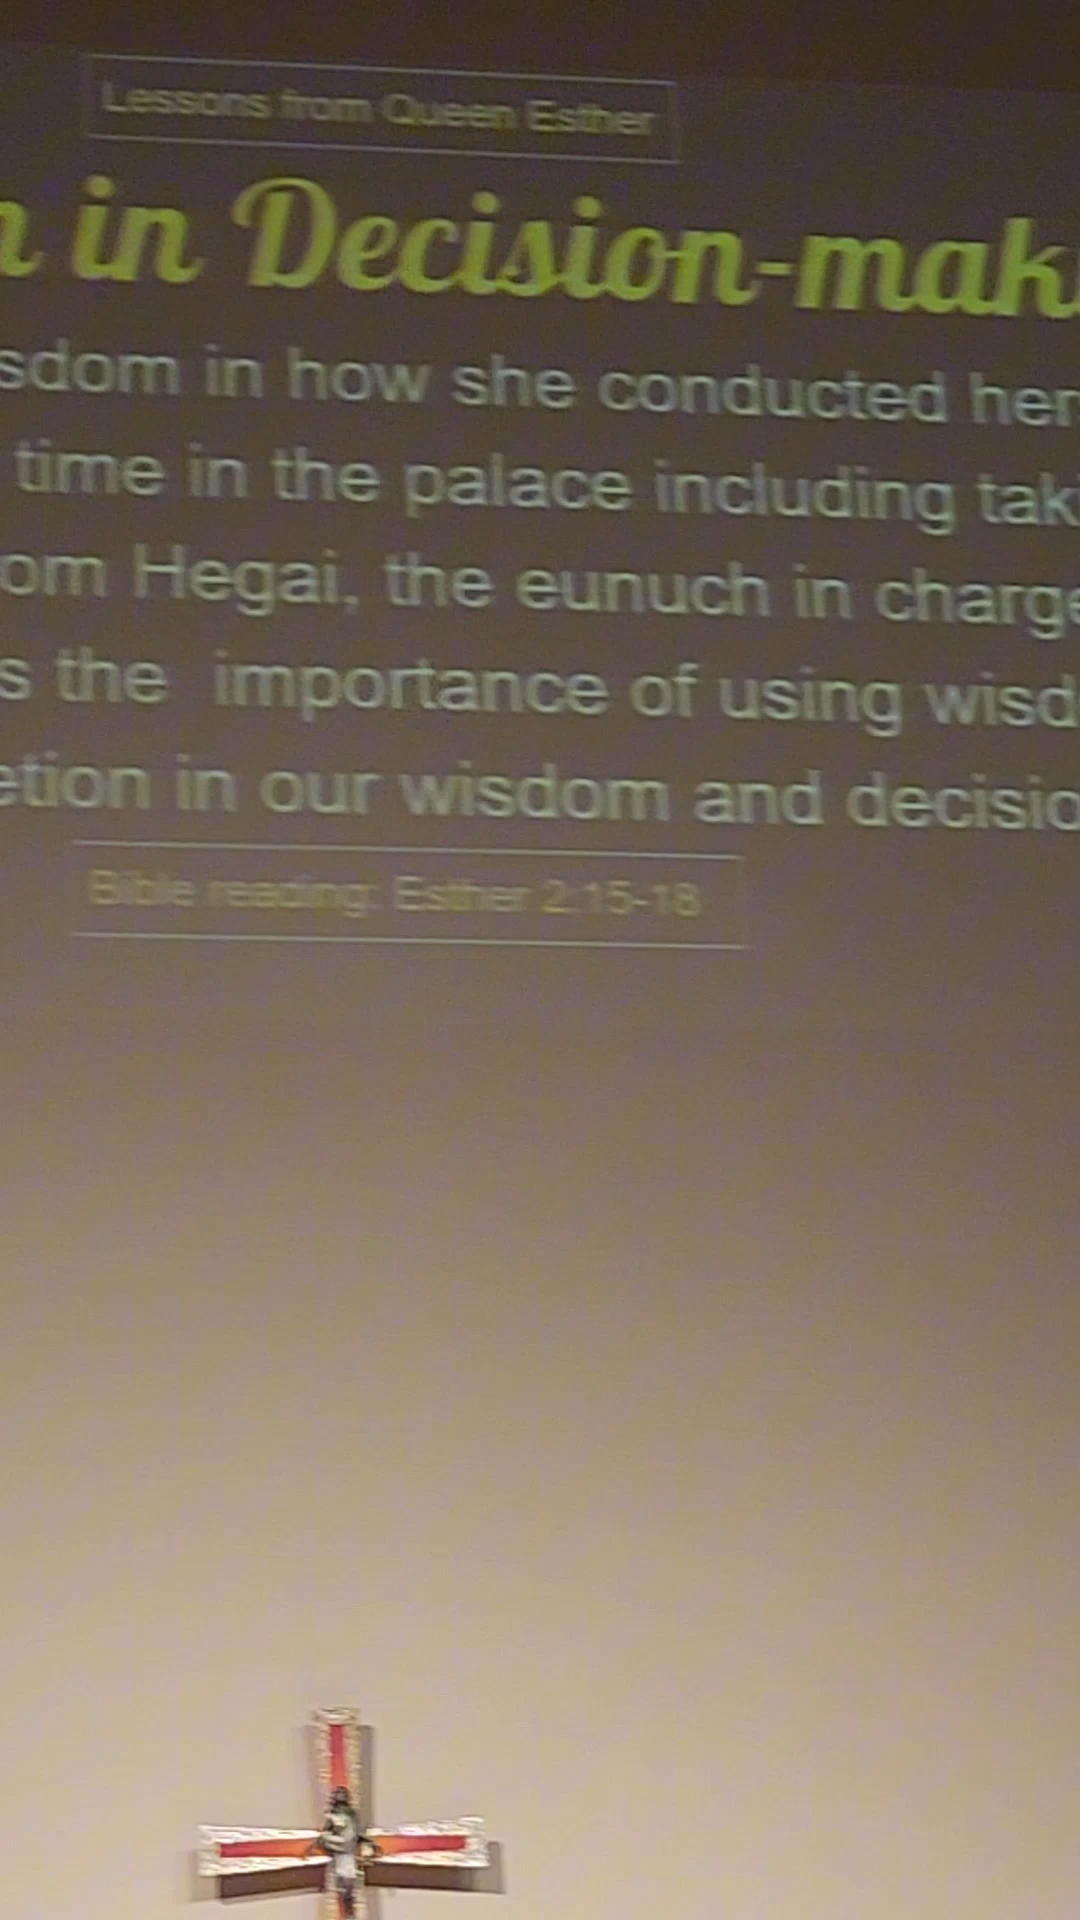 Lessons from Queen Esther
n in Decision-mak
sdom in how she conducted her
time in the palace including tak
om Hegai, the eunuch in charge
s the importance of using wisd
etion in our wisdom and decisio
Bible reading: Esther 2:15-18